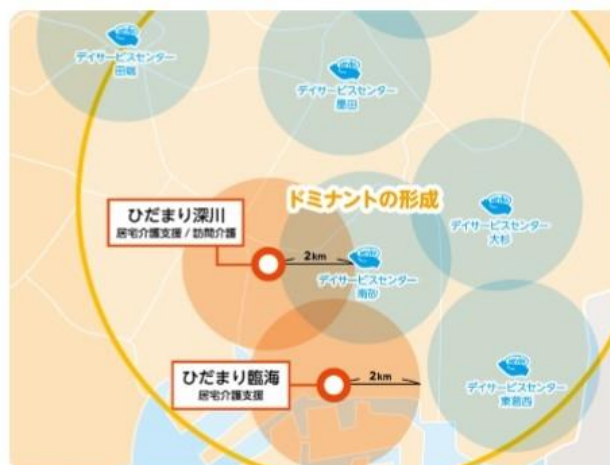 デイサービスセンター
田端
デイサービスセンター
墨田
ドミナントの形成
デイサービスセンター
大杉
ひだまり深川
居宅介護支援 / 訪問介護
2km
デイサービスセンター
南砂
ひだまり臨海
居宅介護支援
2km
デイサービスセンター
東葛西